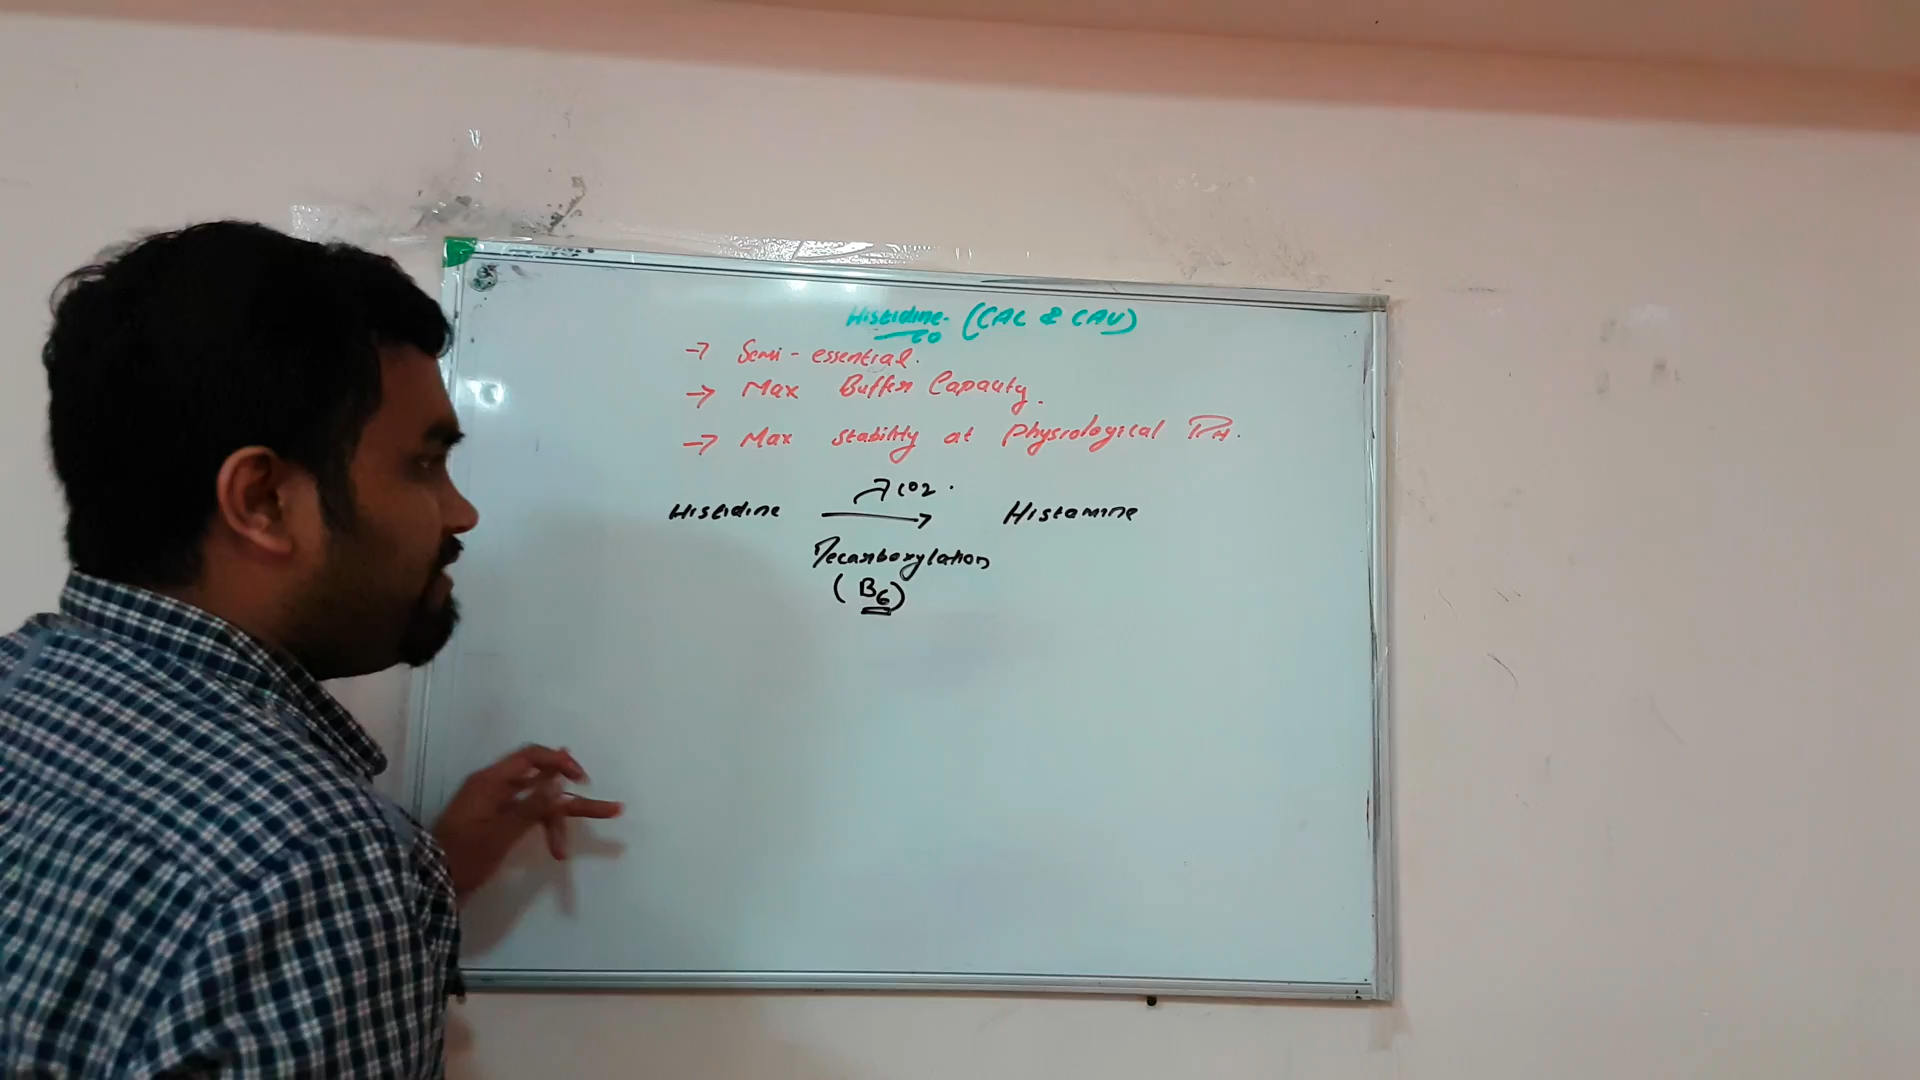 Histidine (CAC & CAU)
→ Semi-essential.
→ Max Buffer Capacity.
→ Max stability at Physiological PH.
CO2
Histidine → Histamine
Decarboxylation
(B6)